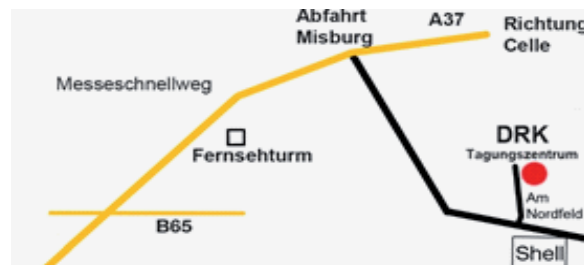 Abfahrt
Misburg
A37
Richtung
Celle
Messeschnellweg
Fernsehturm
DRK
Tagungszentrum
Am
Nordfeld
B65
Shell